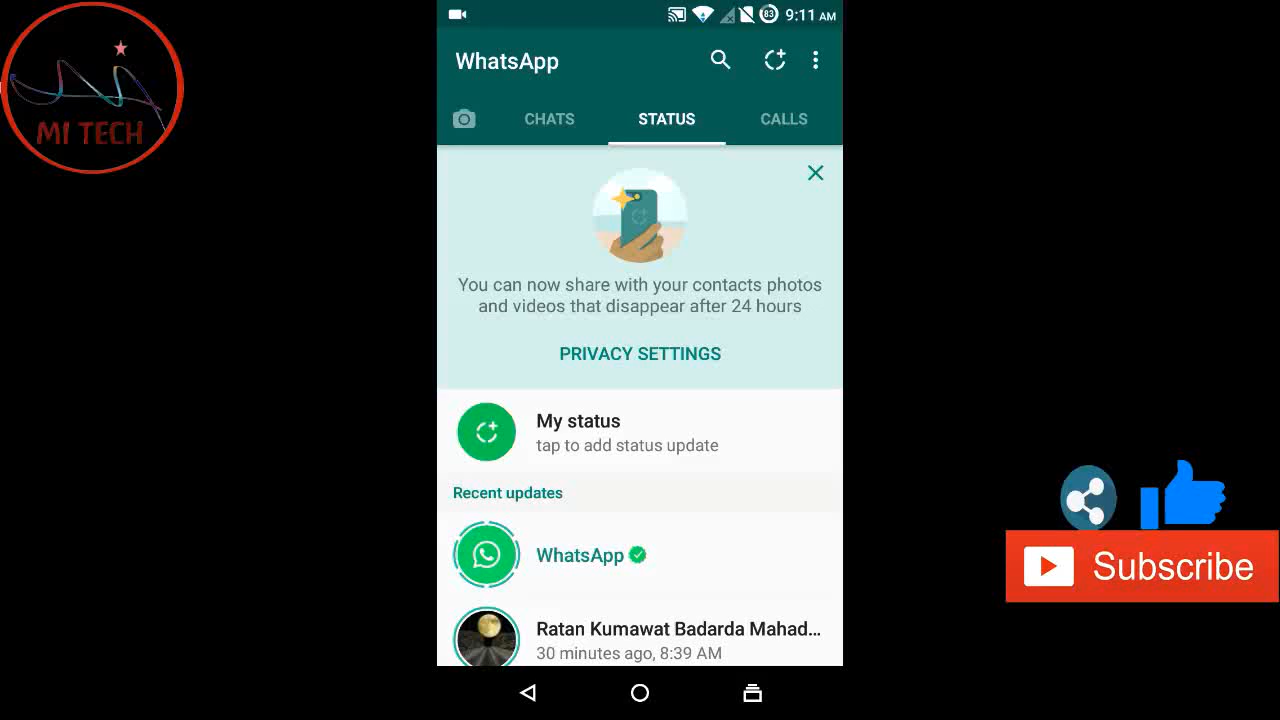 MI TECH
83
9:11 AM
WhatsApp
CHATS
STATUS
CALLS
You can now share with your contacts photos
and videos that disappear after 24 hours
PRIVACY SETTINGS
My status
tap to add status update
Recent updates
WhatsApp
Ratan Kumawat Badarda Mahad...
30 minutes ago, 8:39 AM
Subscribe